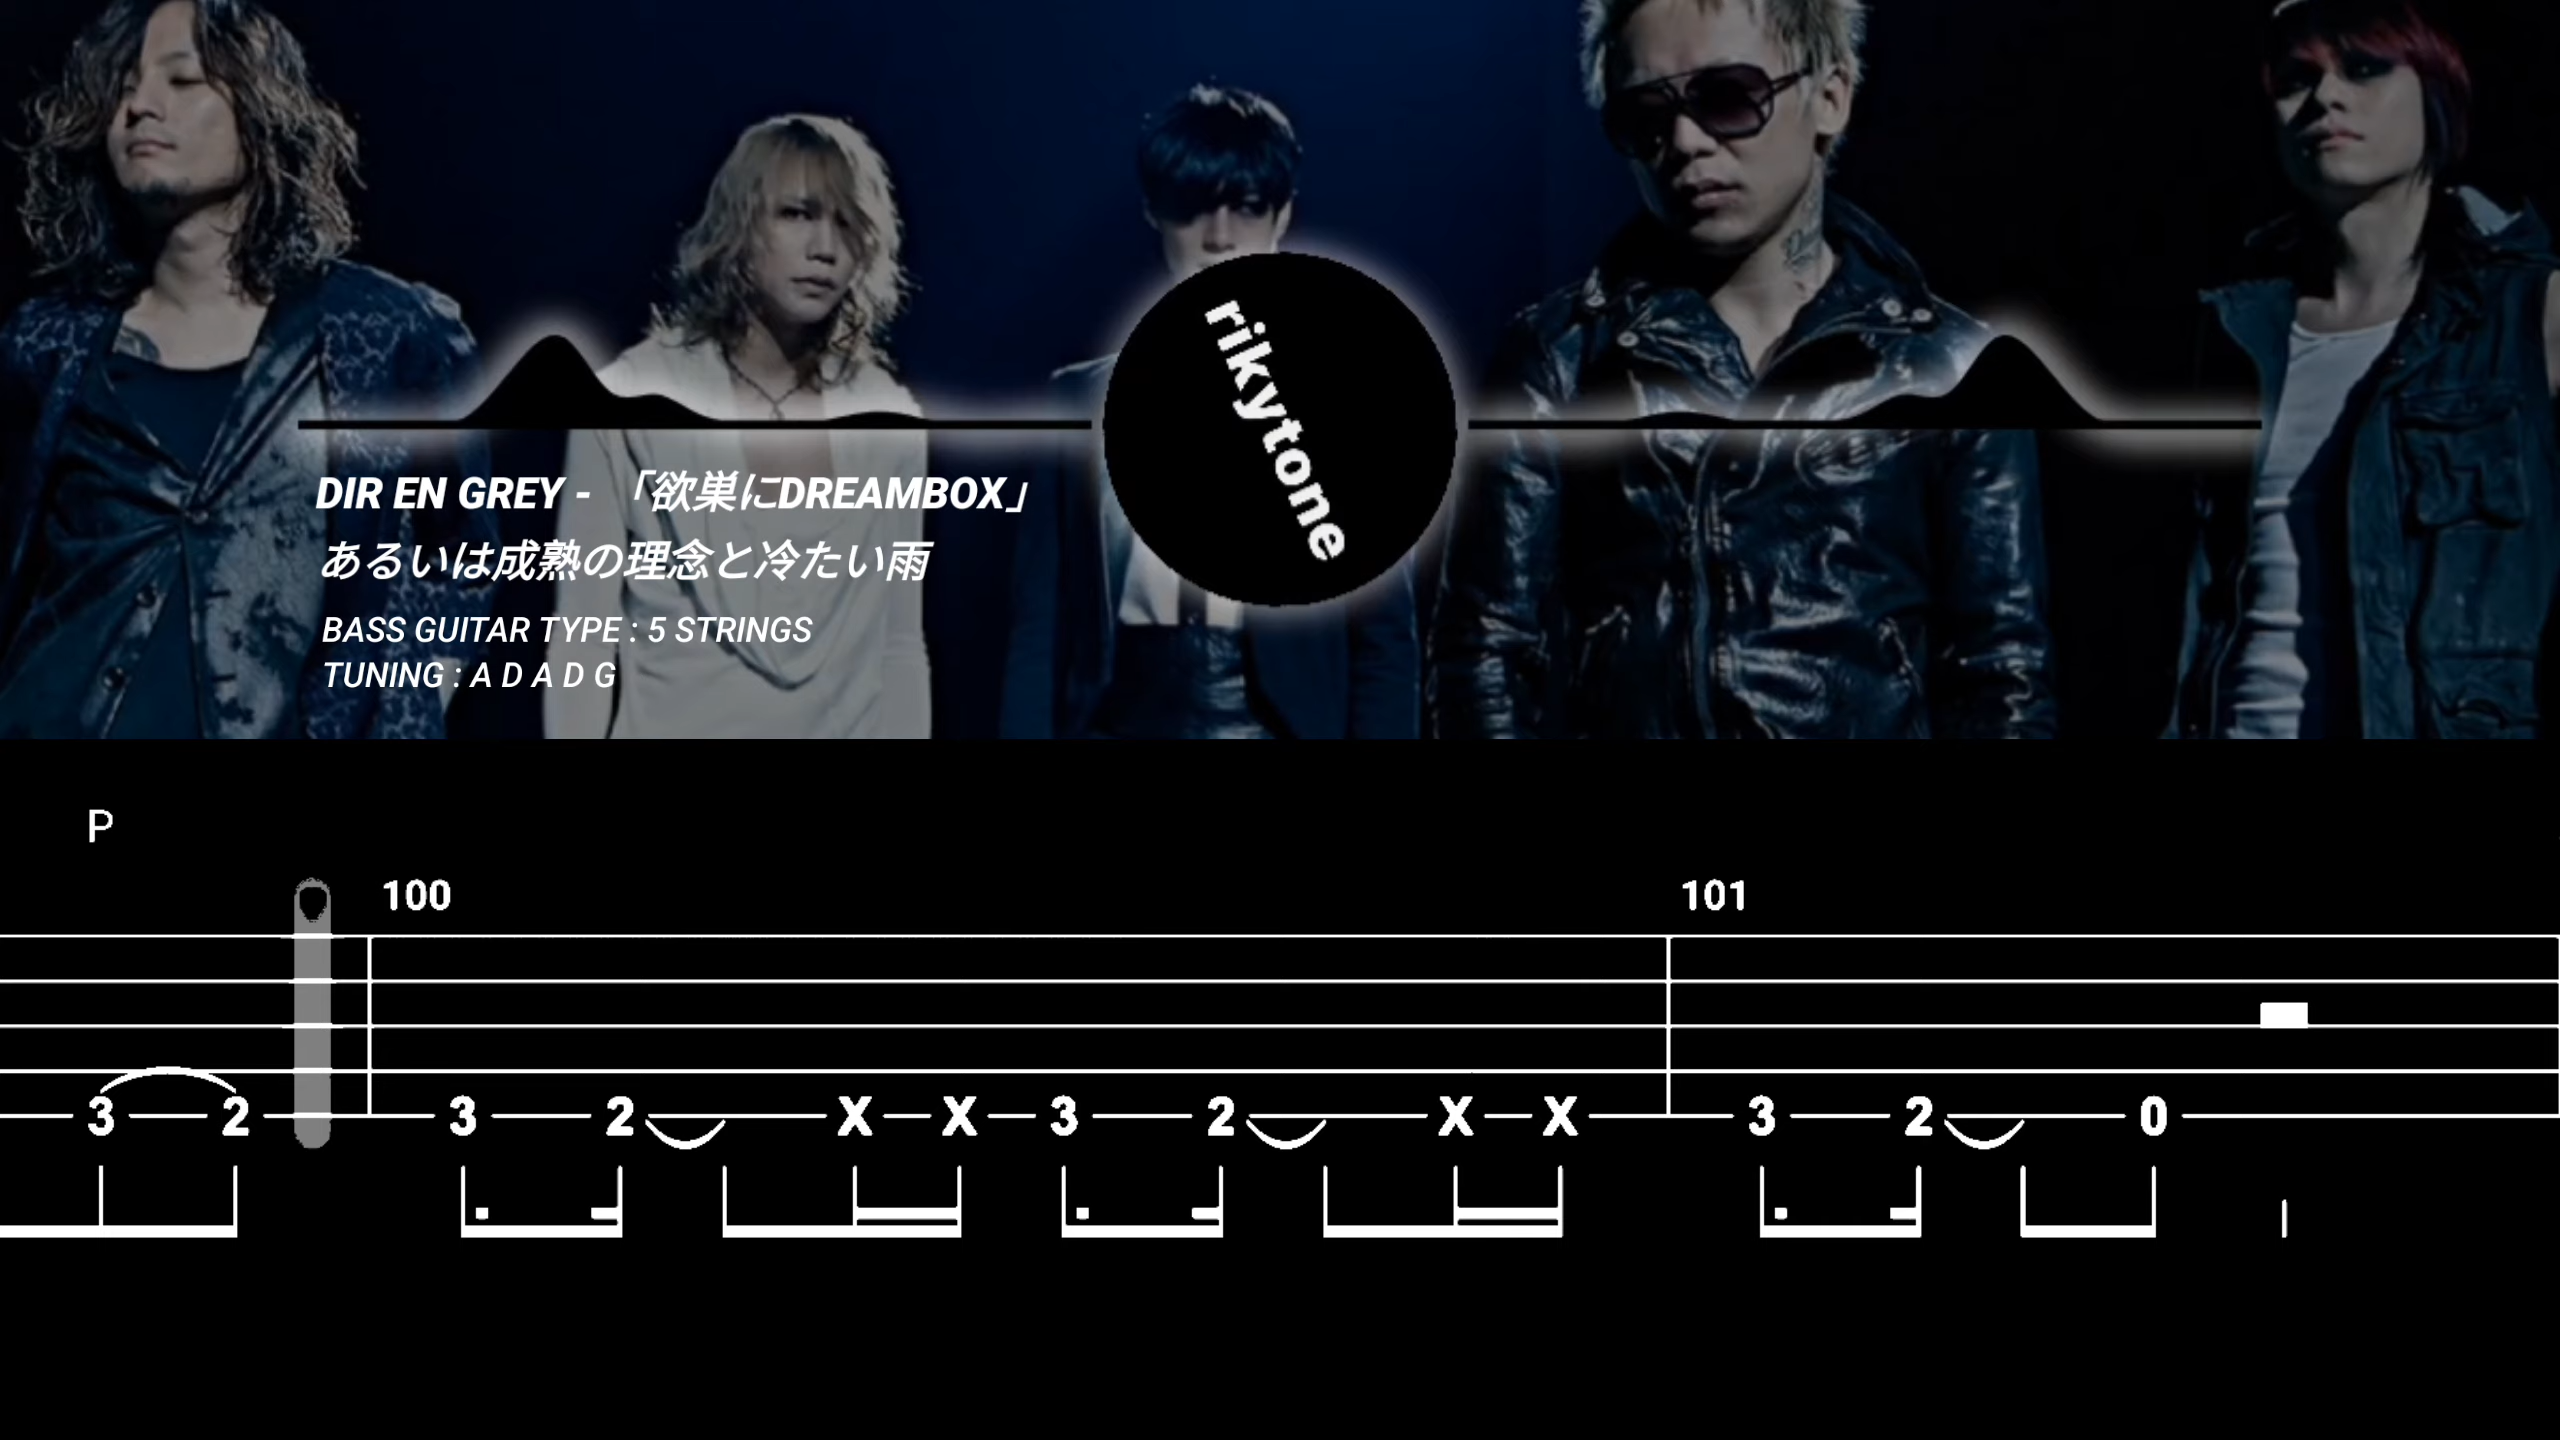 rikytone
DIR EN GREY - 「欲巣にDREAMBOX」
あるいは成熟の理念と冷たい雨
BASS GUITAR TYPE : 5 STRINGS
TUNING : A D A D G
P
100
101
3 2 3 2 X X 3 2 X X 3 2 0